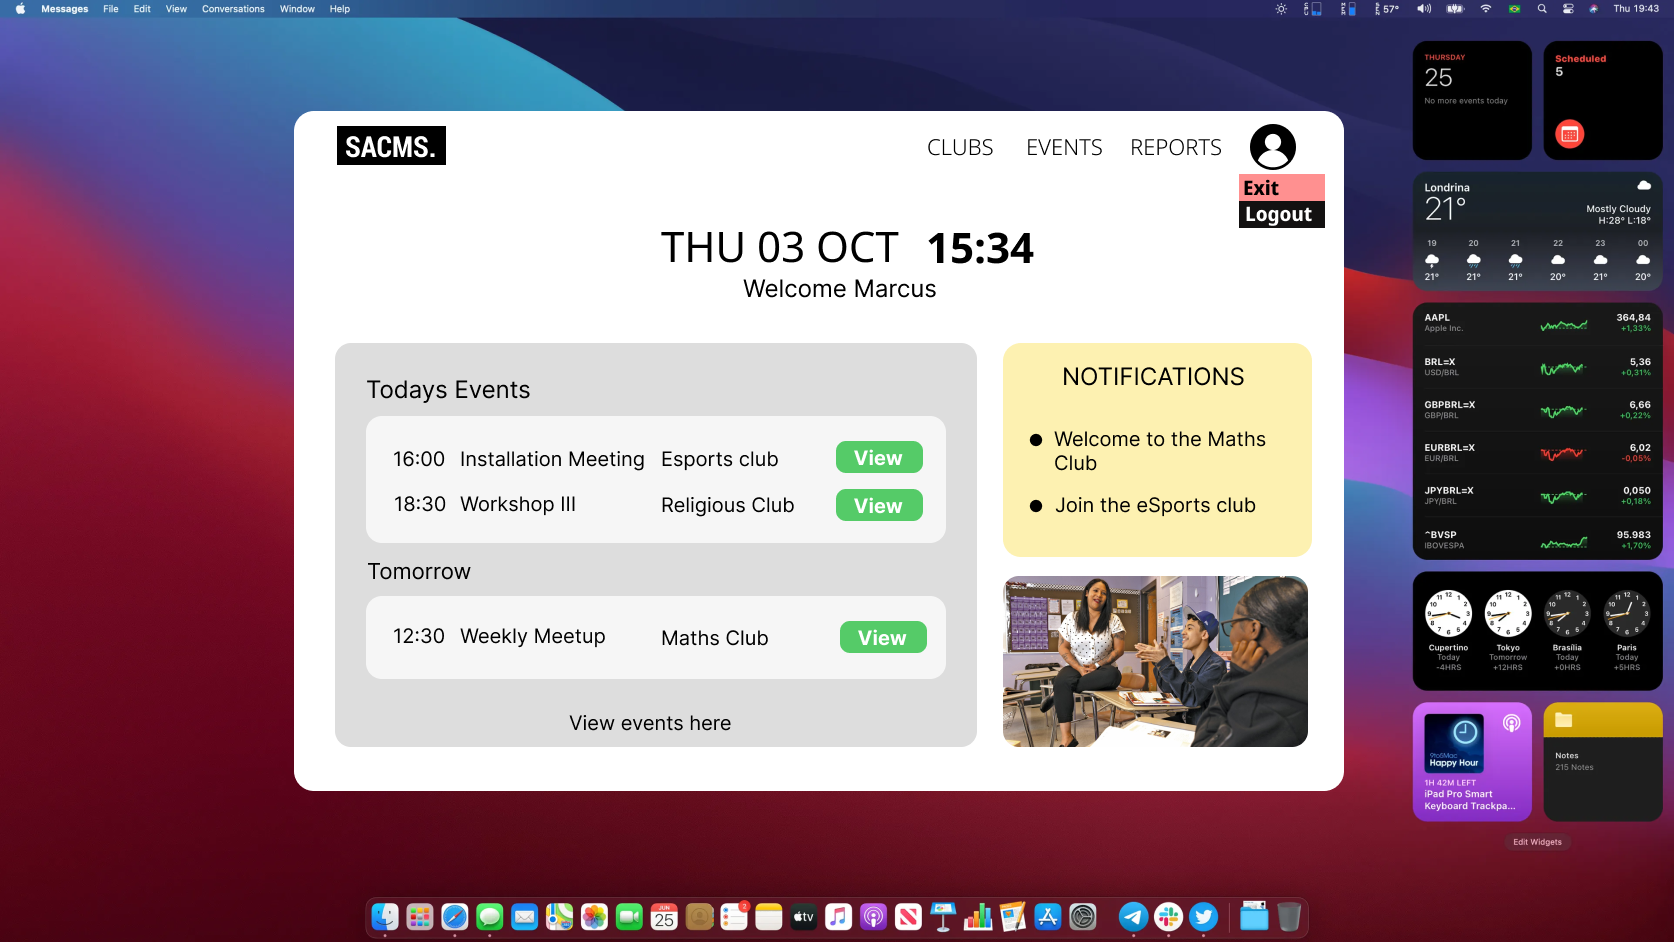 Messages File Edit View Conversations Window Help
57° Thu 19:43
THURSDAY
25
No more events today
Scheduled
5
SACMS.
CLUBS EVENTS REPORTS
Exit
Logout
THU 03 OCT 15:34
Welcome Marcus
Todays Events
16:00 Installation Meeting Esports club View
18:30 Workshop III Religious Club View
Tomorrow
12:30 Weekly Meetup Maths Club View
View events here
NOTIFICATIONS
Welcome to the Maths
Club
Join the eSports club
Londrina
21°
Mostly Cloudy
H:28° L:18°
19 20 21 22 23 00
21° 21° 21° 20° 21° 20°
AAPL 364,84
Apple Inc. +1,33%
BRL=X 5,36
USD/BRL +0,31%
GBPBRL=X 6,66
GBP/BRL +0,22%
EURBRL=X 6,02
EUR/BRL -0,05%
JPYBRL=X 0,050
JPY/BRL +0,18%
^BVSP 95.983
IBOVESPA +1,70%
Cupertino Tokyo Brasília Paris
Today Tomorrow Today Today
-4HRS +12HRS +0HRS +5HRS
9to5Mac
Happy Hour
1H 42M LEFT
iPad Pro Smart
Keyboard Trackpa...
Notes
215 Notes
Edit Widgets
JUN
25
2
tv